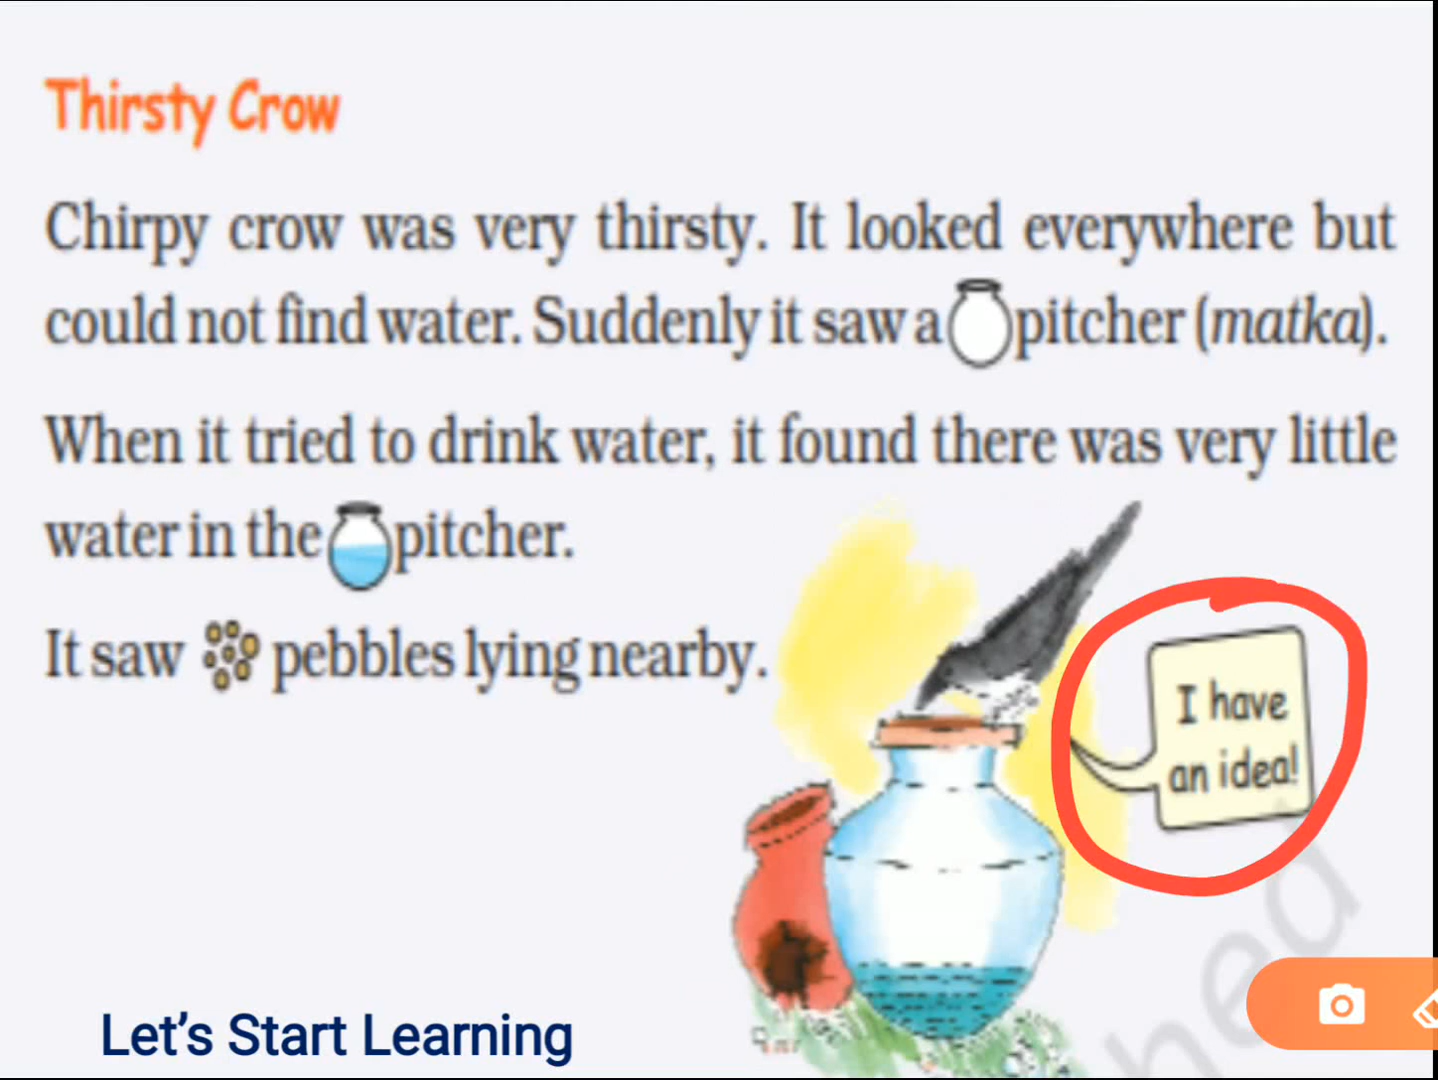 Thirsty Crow
Chirpy crow was very thirsty. It looked everywhere but
could not find water. Suddenly it saw a pitcher (matka).
When it tried to drink water, it found there was very little
water in the pitcher.
It saw pebbles lying nearby.
I have
an idea!
Let's Start Learning